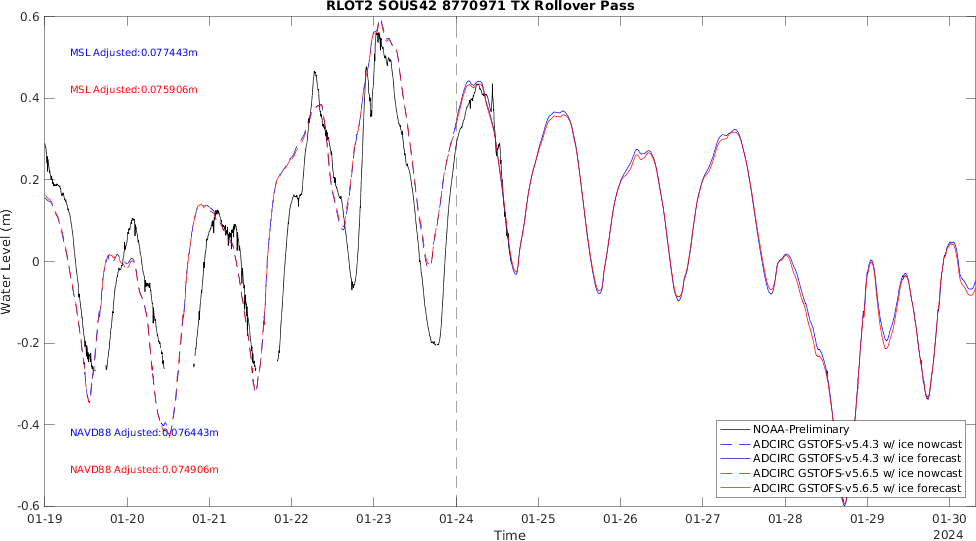 RLOT2 SOUS42 8770971 TX Rollover Pass
0.6
MSL Adjusted:0.077443m
MSL Adjusted:0.075906m
0.4
0.2
0
-0.2
-0.4
-0.6
Water Level (m)
NAVD88 Adjusted:0.076443m
NAVD88 Adjusted:0.074906m
NOAA-Preliminary
ADCIRC GSTOFS-v5.4.3 w/ ice nowcast
ADCIRC GSTOFS-v5.4.3 w/ ice forecast
ADCIRC GSTOFS-v5.6.5 w/ ice nowcast
ADCIRC GSTOFS-v5.6.5 w/ ice forecast
01-19 01-20 01-21 01-22 01-23 01-24 01-25 01-26 01-27 01-28 01-29 01-30
Time
2024